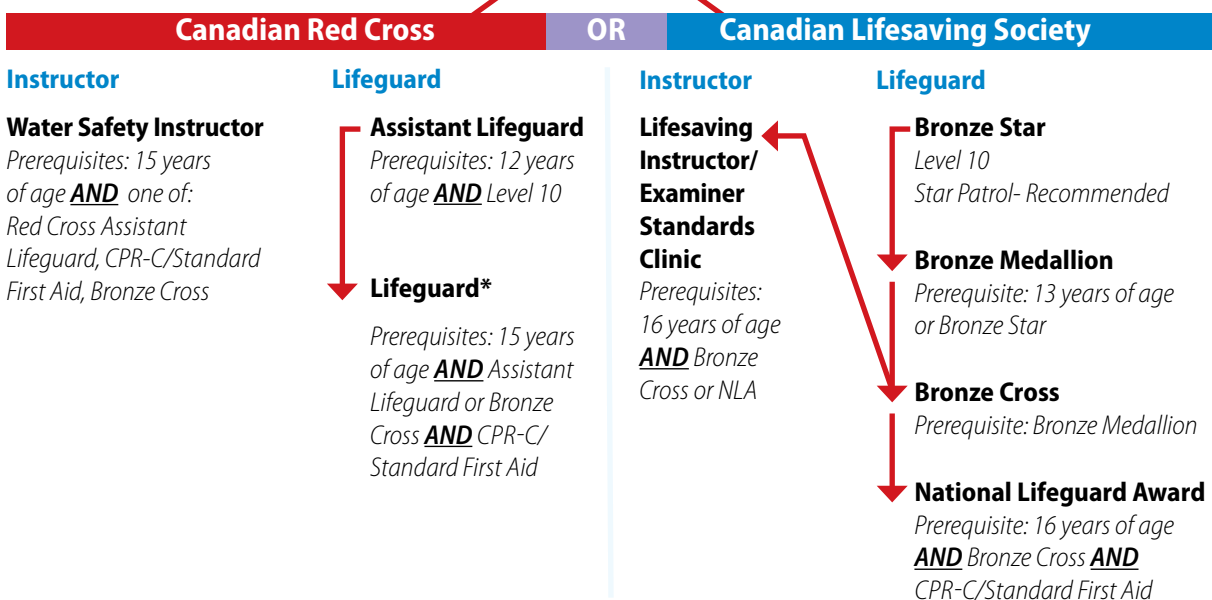 Canadian Red Cross
OR
Canadian Lifesaving Society
Instructor
Water Safety Instructor
Prerequisites: 15 years
of age AND one of:
Red Cross Assistant
Lifeguard, CPR-C/Standard
First Aid, Bronze Cross
Lifeguard
Assistant Lifeguard
Prerequisites: 12 years
of age AND Level 10
Lifeguard*
Prerequisites: 15 years
of age AND Assistant
Lifeguard or Bronze
Cross AND CPR-C/
Standard First Aid
Instructor
Lifesaving
Instructor/
Examiner
Standards
Clinic
Prerequisites:
16 years of age
AND Bronze
Cross or NLA
Lifeguard
Bronze Star
Level 10
Star Patrol- Recommended
Bronze Medallion
Prerequisite: 13 years of age
or Bronze Star
Bronze Cross
Prerequisite: Bronze Medallion
National Lifeguard Award
Prerequisite: 16 years of age
AND Bronze Cross AND
CPR-C/Standard First Aid